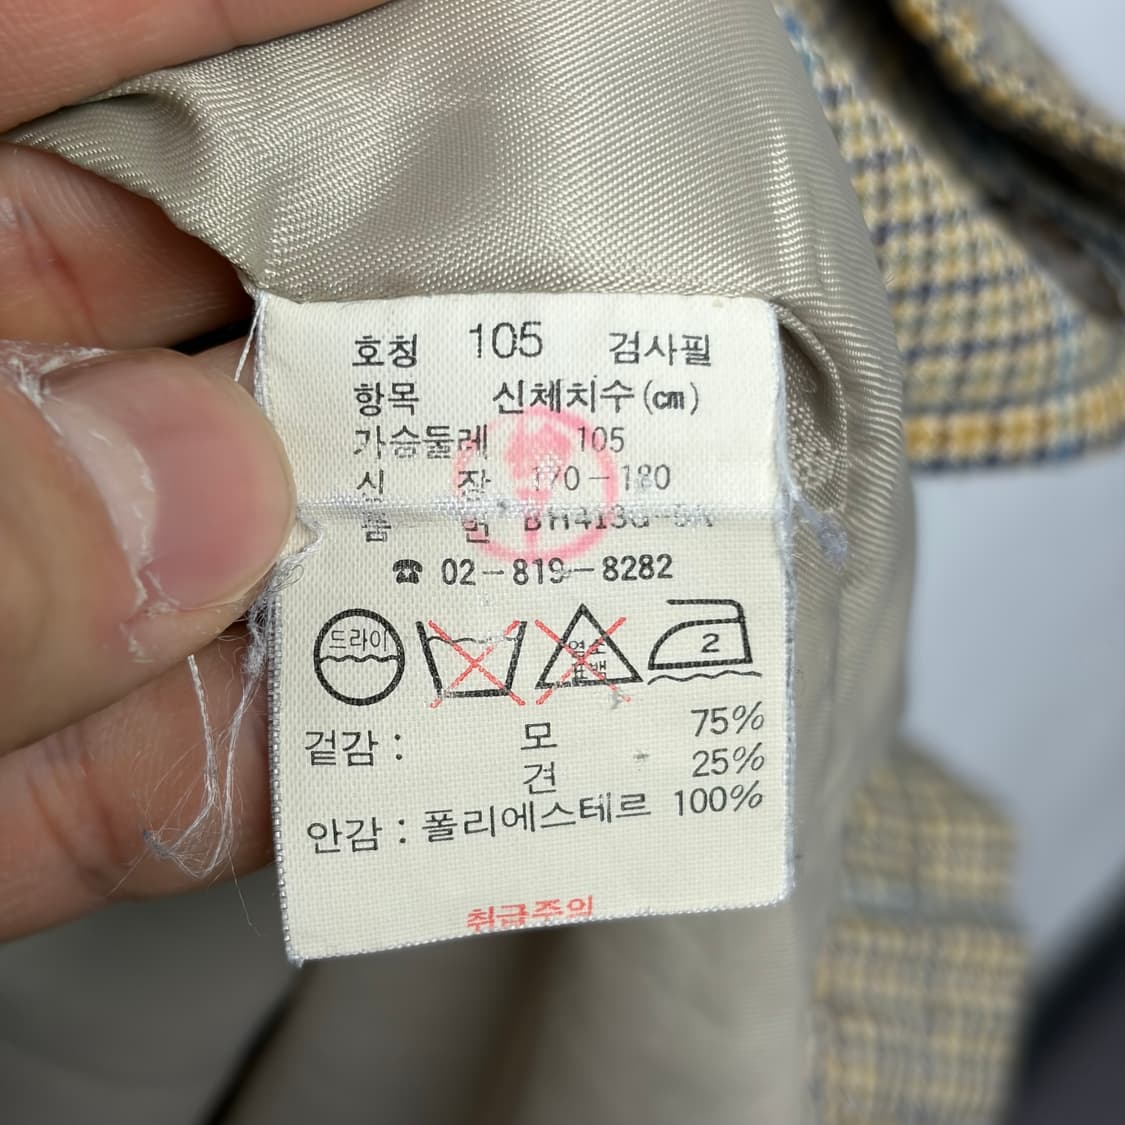 호칭 105 검사필
항목 신체치수(㎝)
가슴둘레 105
신 장 170-180
품 번
☎ 02-819-8282
드라이
염소
표백
2
겉감 : 모 75%
견 25%
안감 : 폴리에스테르 100%
취급주의